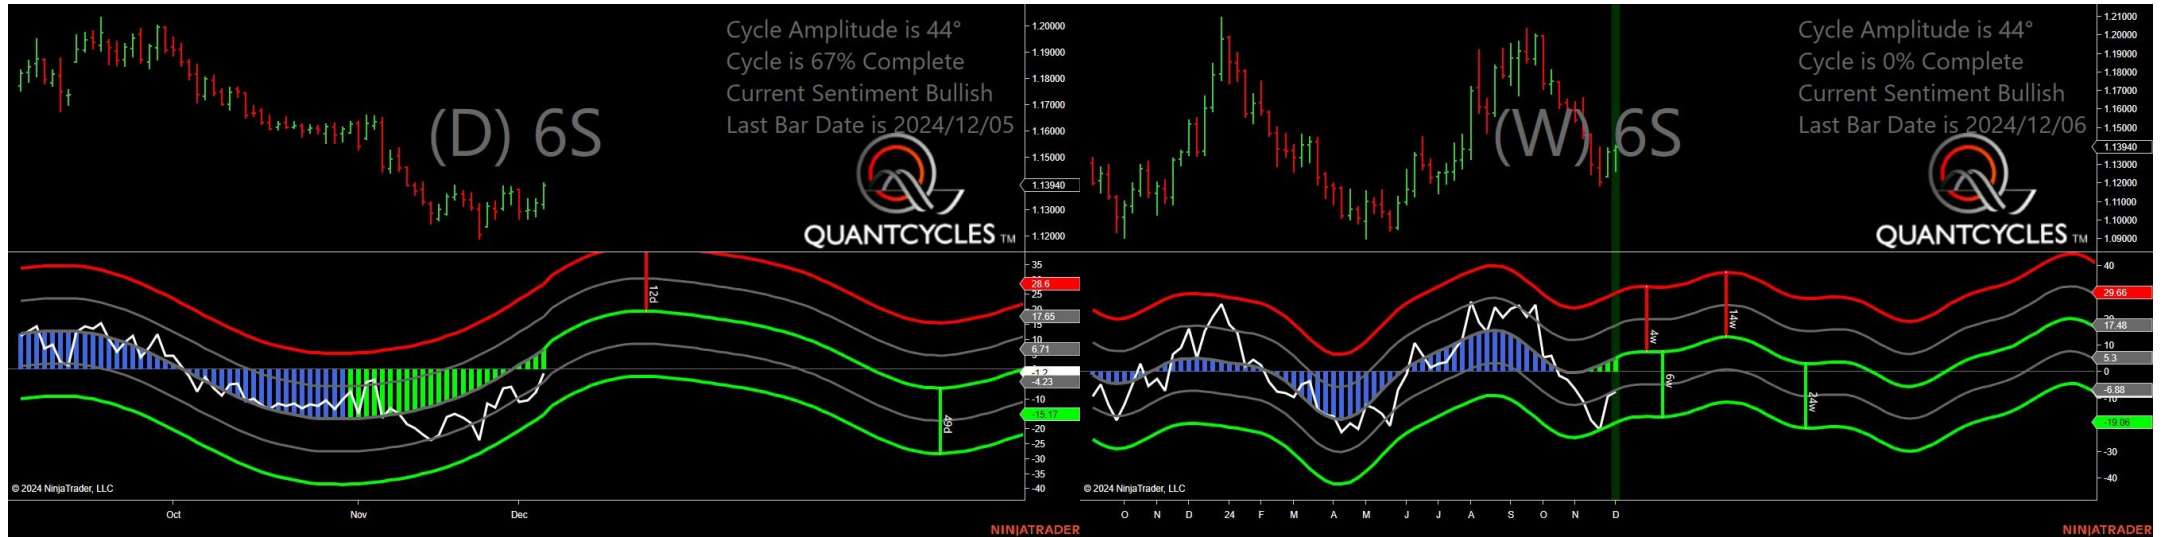 Cycle Amplitude is 44°
Cycle is 67% Complete
Current Sentiment Bullish
Last Bar Date is 2024/12/05
(D) 6S
QUANTCYCLES TM
1.20000
1.19000
1.18000
1.17000
1.16000
1.15000
1.13940
1.13000
1.12000
35
28.6
25
17.65
15
10
6.71
-1.2
-4.23
-10
-15.17
-20
-25
-30
-35
-40
12d
49d
© 2024 NinjaTrader, LLC
Oct
Nov
Dec
NINJATRADER
Cycle Amplitude is 44°
Cycle is 0% Complete
Current Sentiment Bullish
Last Bar Date is 2024/12/06
(W) 6S
QUANTCYCLES TM
1.21000
1.20000
1.19000
1.18000
1.17000
1.16000
1.15000
1.13940
1.13000
1.12000
1.11000
1.10000
1.09000
40
29.66
17.48
10
5.3
0
-6.88
-19.06
-30
-40
4w
14w
6w
24w
© 2024 NinjaTrader, LLC
O N D 24 F M A M J J A S O N D
NINJATRADER